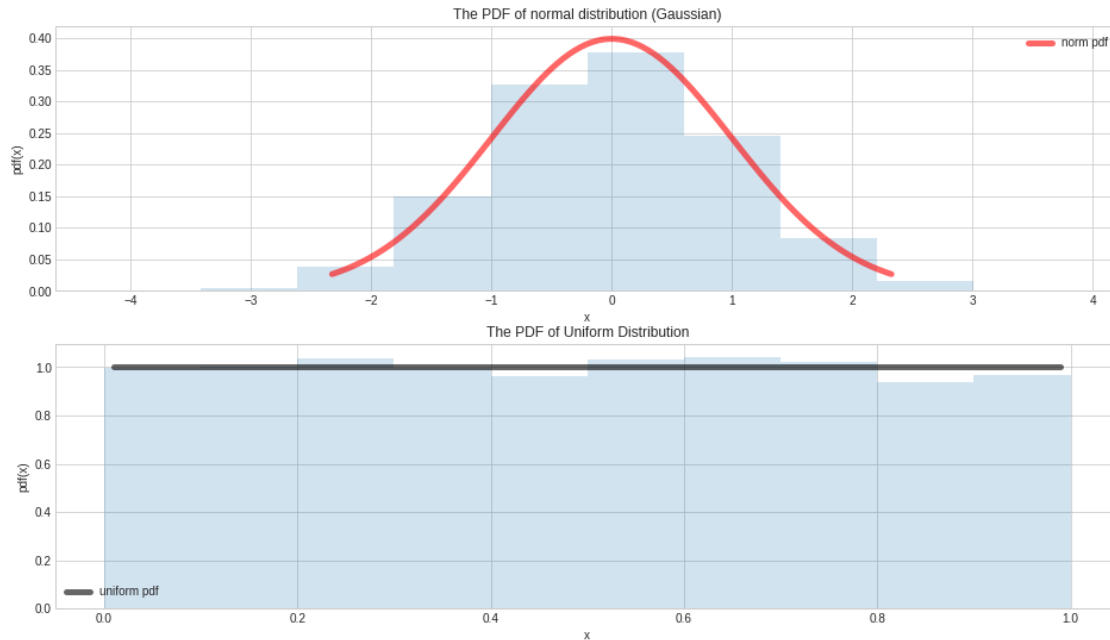 The PDF of normal distribution (Gaussian)
0.40
0.35
0.30
0.25
0.20
0.15
0.10
0.05
0.00
pdf(x)
norm pdf
−4 −3 −2 −1 0 1 2 3 4
x
The PDF of Uniform Distribution
1.0
0.8
0.6
0.4
0.2
0.0
pdf(x)
uniform pdf
0.0 0.2 0.4 0.6 0.8 1.0
x